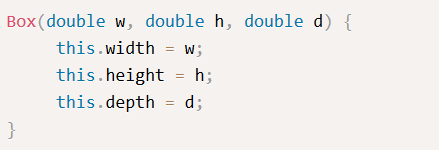 Box(double w, double h, double d) {
     this.width = w;
     this.height = h;
     this.depth = d;
}